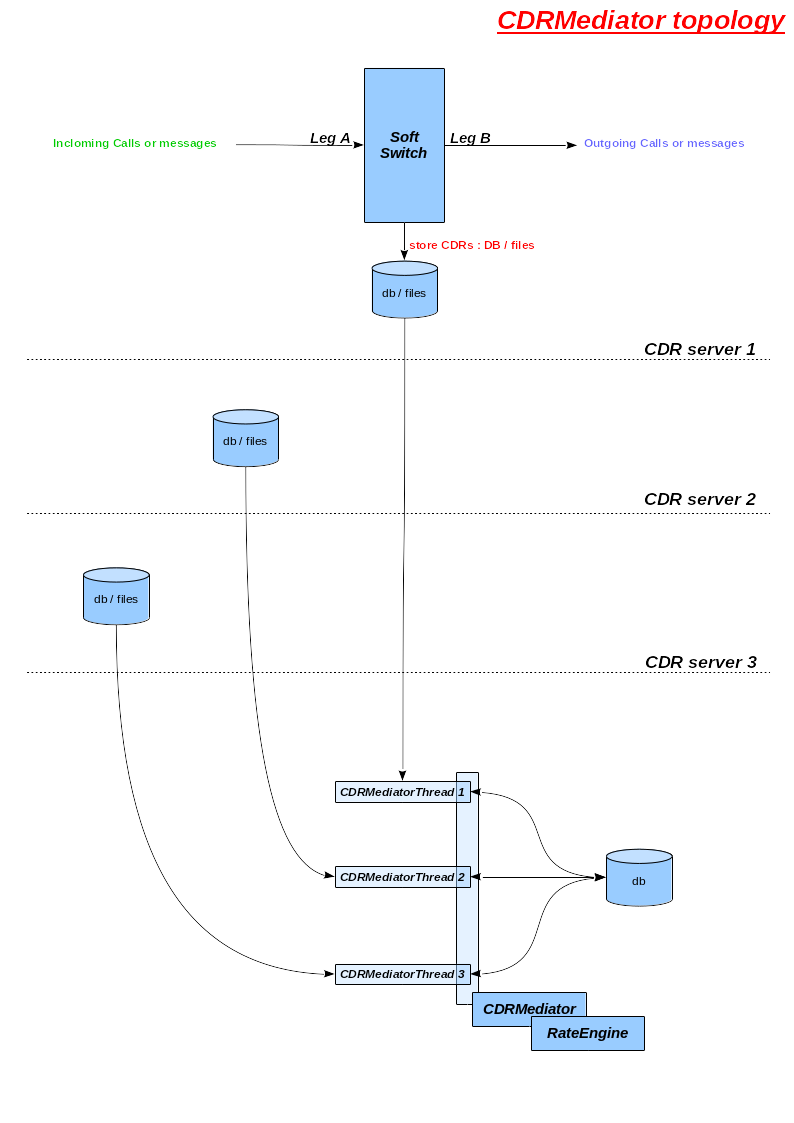 CDRMediator topology
Incloming Calls or messages
Leg A
Soft
Switch
Leg B
Outgoing Calls or messages
store CDRs : DB / files
db / files
CDR server 1
db / files
CDR server 2
db / files
CDR server 3
CDRMediatorThread 1
CDRMediatorThread 2
db
CDRMediatorThread 3
CDRMediator
RateEngine